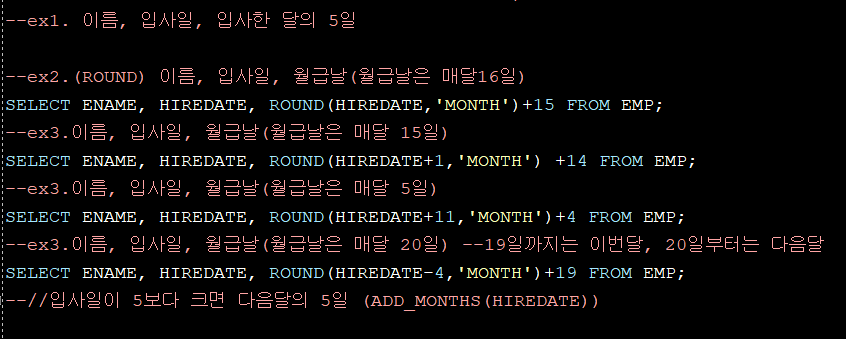 --ex1. 이름, 입사일, 입사한 달의 5일
--ex2.(ROUND) 이름, 입사일, 월급날(월급날은 매달16일)
SELECT ENAME, HIREDATE, ROUND(HIREDATE,'MONTH')+15 FROM EMP;
--ex3.이름, 입사일, 월급날(월급날은 매달 15일)
SELECT ENAME, HIREDATE, ROUND(HIREDATE+1,'MONTH') +14 FROM EMP;
--ex3.이름, 입사일, 월급날(월급날은 매달 5일)
SELECT ENAME, HIREDATE, ROUND(HIREDATE+11,'MONTH')+4 FROM EMP;
--ex3.이름, 입사일, 월급날(월급날은 매달 20일) --19일까지는 이번달, 20일부터는 다음달
SELECT ENAME, HIREDATE, ROUND(HIREDATE-4,'MONTH')+19 FROM EMP;
--//입사일이 5보다 크면 다음달의 5일 (ADD_MONTHS(HIREDATE))